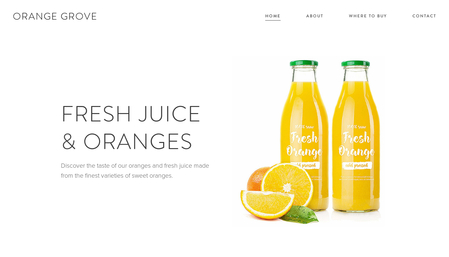 ORANGE GROVE
HOME
ABOUT
WHERE TO BUY
CONTACT
FRESH JUICE
& ORANGES
Discover the taste of our oranges and fresh juice made
from the finest varieties of sweet oranges.
Fresh
Orange
Fresh
Orange